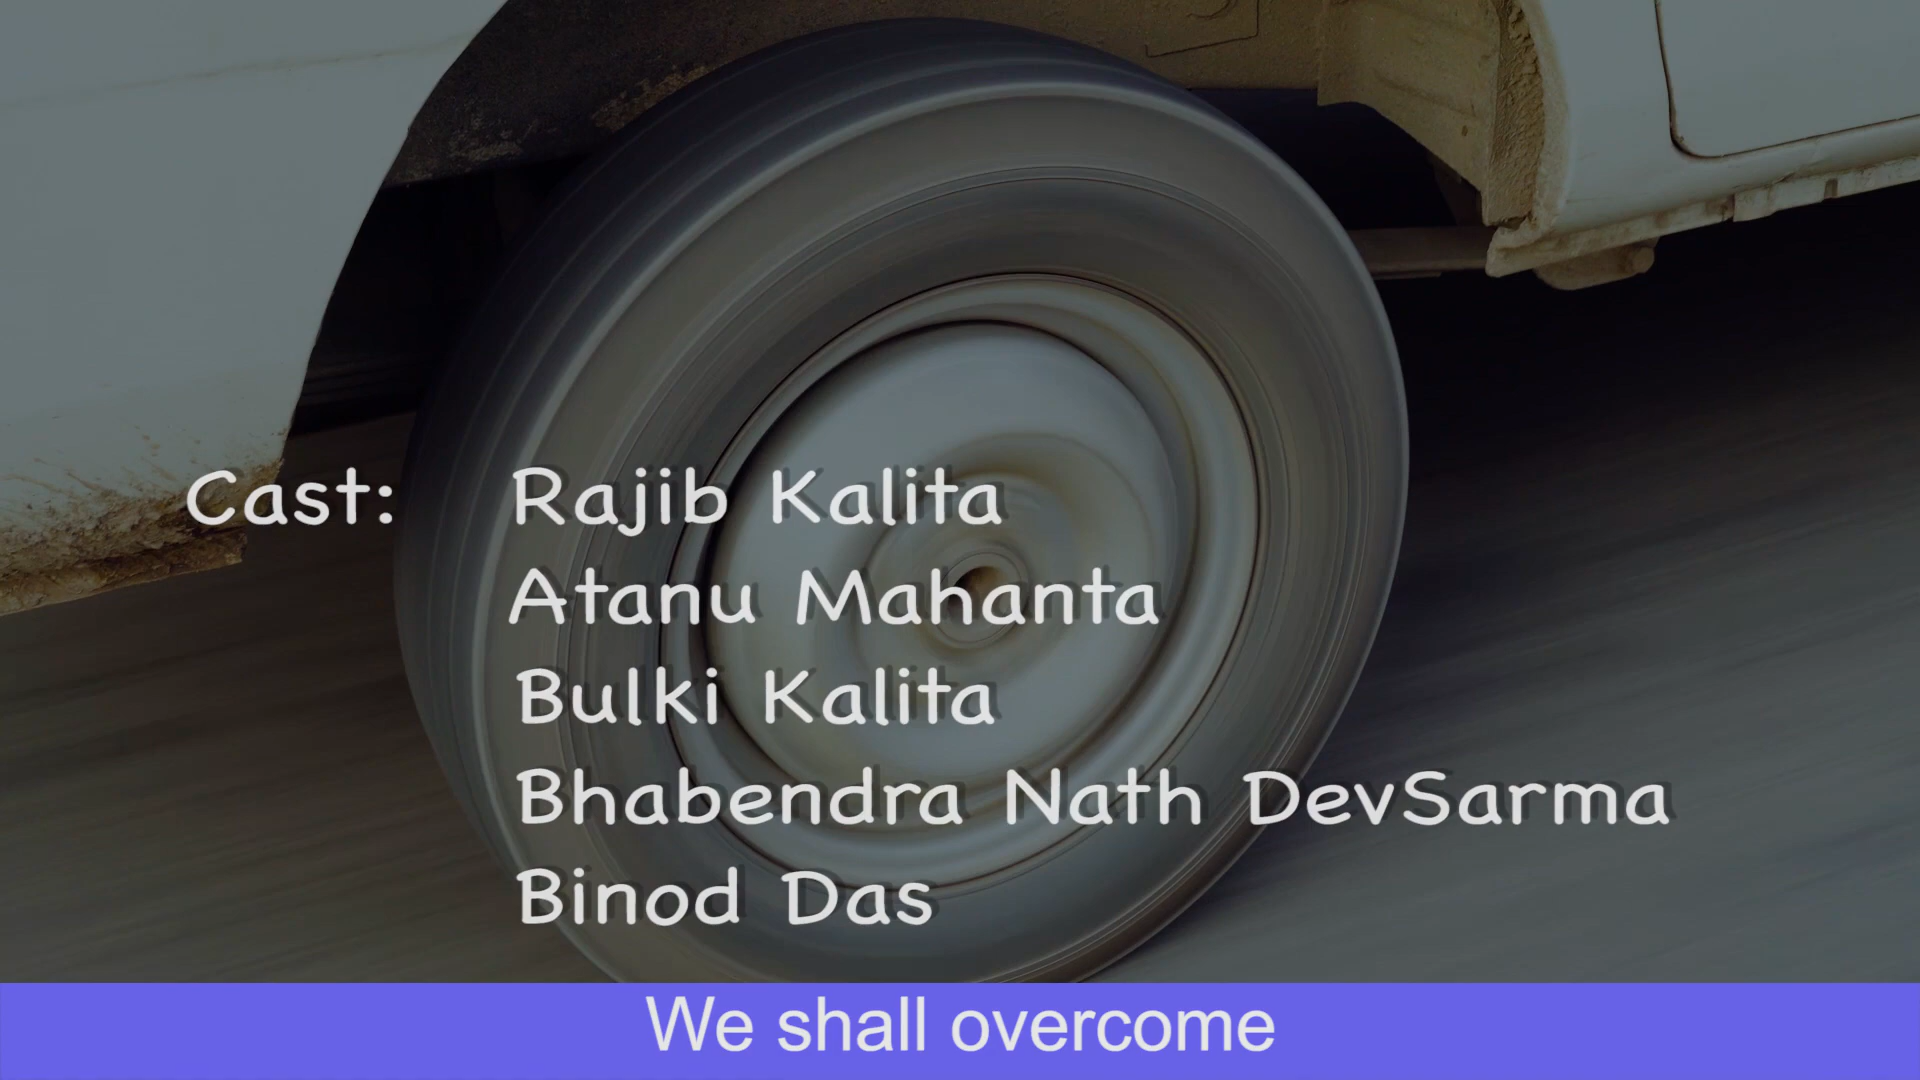 Cast: Rajib Kalita
Atanu Mahanta
Bulki Kalita
Bhabendra Nath DevSarma
Binod Das
We shall overcome